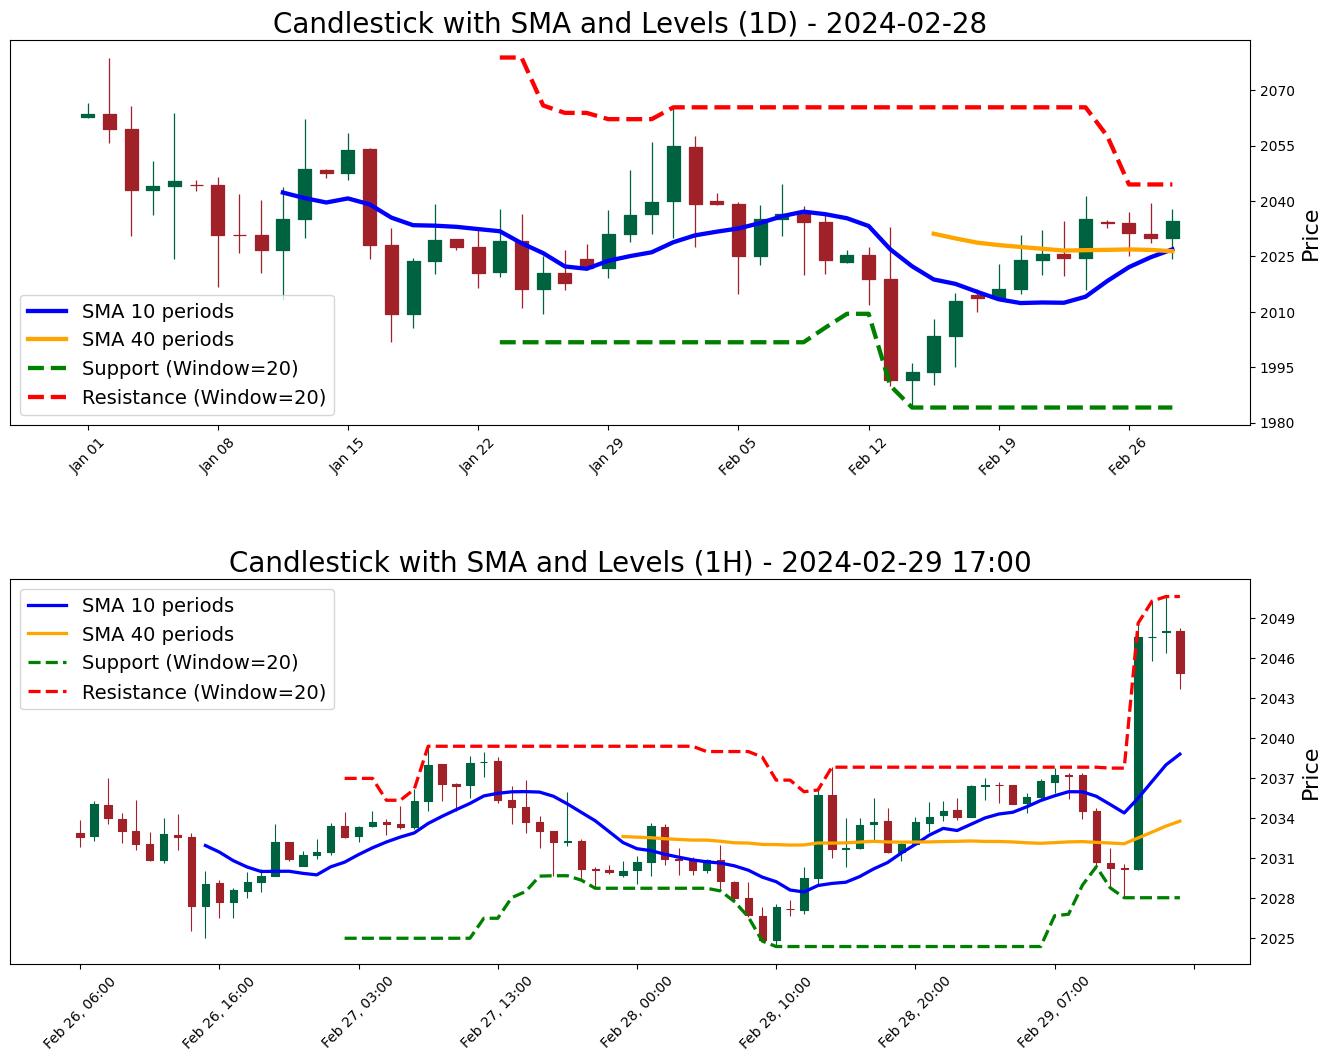 Candlestick with SMA and Levels (1D) - 2024-02-28
SMA 10 periods
SMA 40 periods
Support (Window=20)
Resistance (Window=20)
2070
2055
2040
2025
2010
1995
1980
Price
Jan 01
Jan 08
Jan 15
Jan 22
Jan 29
Feb 05
Feb 12
Feb 19
Feb 26
Candlestick with SMA and Levels (1H) - 2024-02-29 17:00
SMA 10 periods
SMA 40 periods
Support (Window=20)
Resistance (Window=20)
2049
2046
2043
2040
2037
2034
2031
2028
2025
Price
Feb 26, 06:00
Feb 26, 16:00
Feb 27, 03:00
Feb 27, 13:00
Feb 28, 00:00
Feb 28, 10:00
Feb 28, 20:00
Feb 29, 07:00